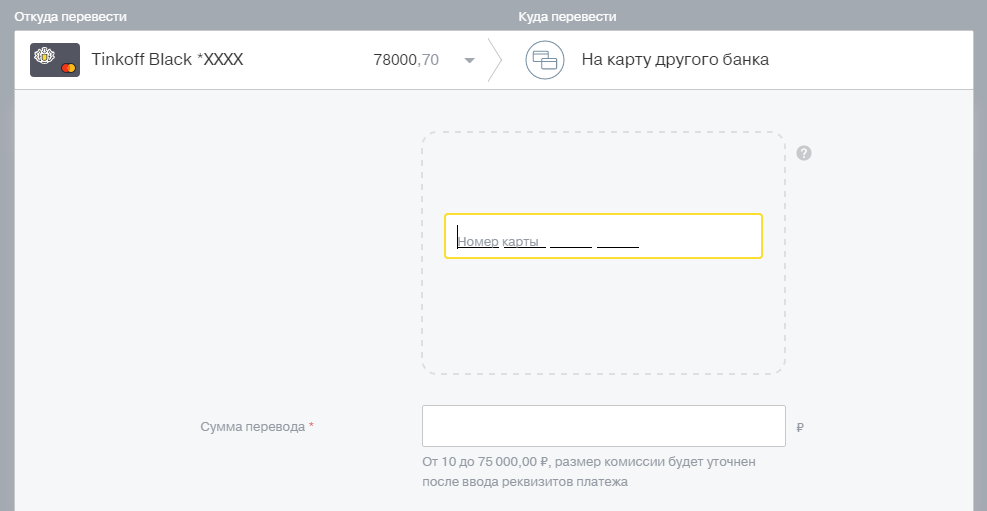 Откуда перевести
Куда перевести
Tinkoff Black *XXXX
78000,70
На карту другого банка
?
Номер карты
Сумма перевода *
₽
От 10 до 75 000,00 ₽, размер комиссии будет уточнен
после ввода реквизитов платежа